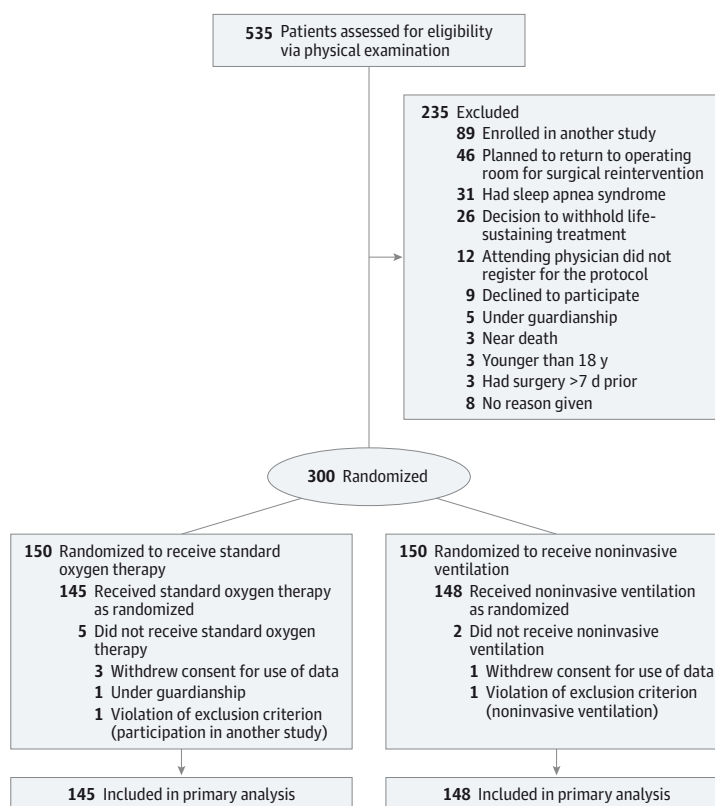 535 Patients assessed for eligibility
via physical examination
235 Excluded
89 Enrolled in another study
46 Planned to return to operating
room for surgical reintervention
31 Had sleep apnea syndrome
26 Decision to withhold life-
sustaining treatment
12 Attending physician did not
register for the protocol
9 Declined to participate
5 Under guardianship
3 Near death
3 Younger than 18 y
3 Had surgery >7 d prior
8 No reason given
300 Randomized
150 Randomized to receive standard
oxygen therapy
145 Received standard oxygen therapy
as randomized
5 Did not receive standard oxygen
therapy
3 Withdrew consent for use of data
1 Under guardianship
1 Violation of exclusion criterion
(participation in another study)
150 Randomized to receive noninvasive
ventilation
148 Received noninvasive ventilation
as randomized
2 Did not receive noninvasive
ventilation
1 Withdrew consent for use of data
1 Violation of exclusion criterion
(noninvasive ventilation)
145 Included in primary analysis
148 Included in primary analysis